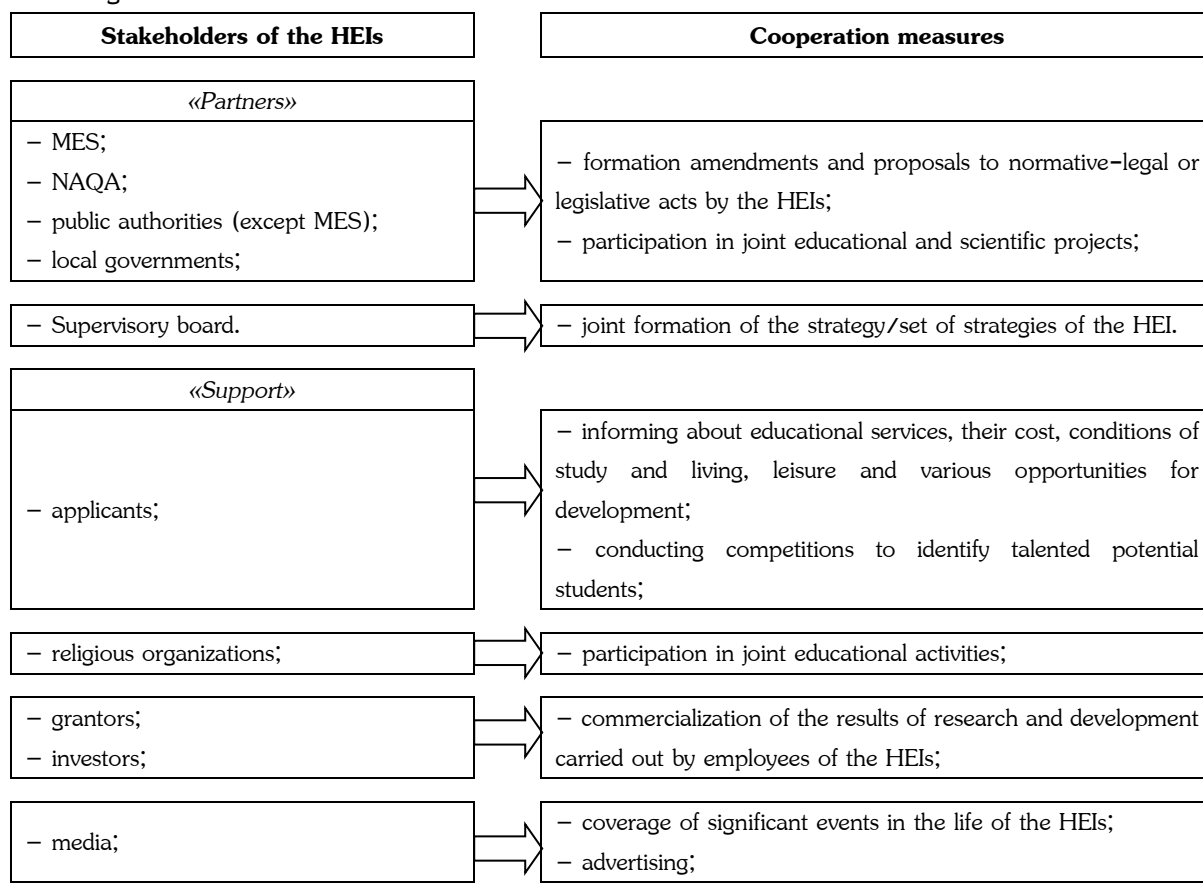 Stakeholders of the HEIs
Cooperation measures
«Partners»
– MES;
– NAQA;
– public authorities (except MES);
– local governments;
– formation amendments and proposals to normative-legal or
legislative acts by the HEIs;
– participation in joint educational and scientific projects;
– Supervisory board.
– joint formation of the strategy/set of strategies of the HEI.
«Support»
– applicants;
– informing about educational services, their cost, conditions of
study and living, leisure and various opportunities for
development;
– conducting competitions to identify talented potential
students;
– religious organizations;
– participation in joint educational activities;
– grantors;
– investors;
– commercialization of the results of research and development
carried out by employees of the HEIs;
– media;
– coverage of significant events in the life of the HEIs;
– advertising;